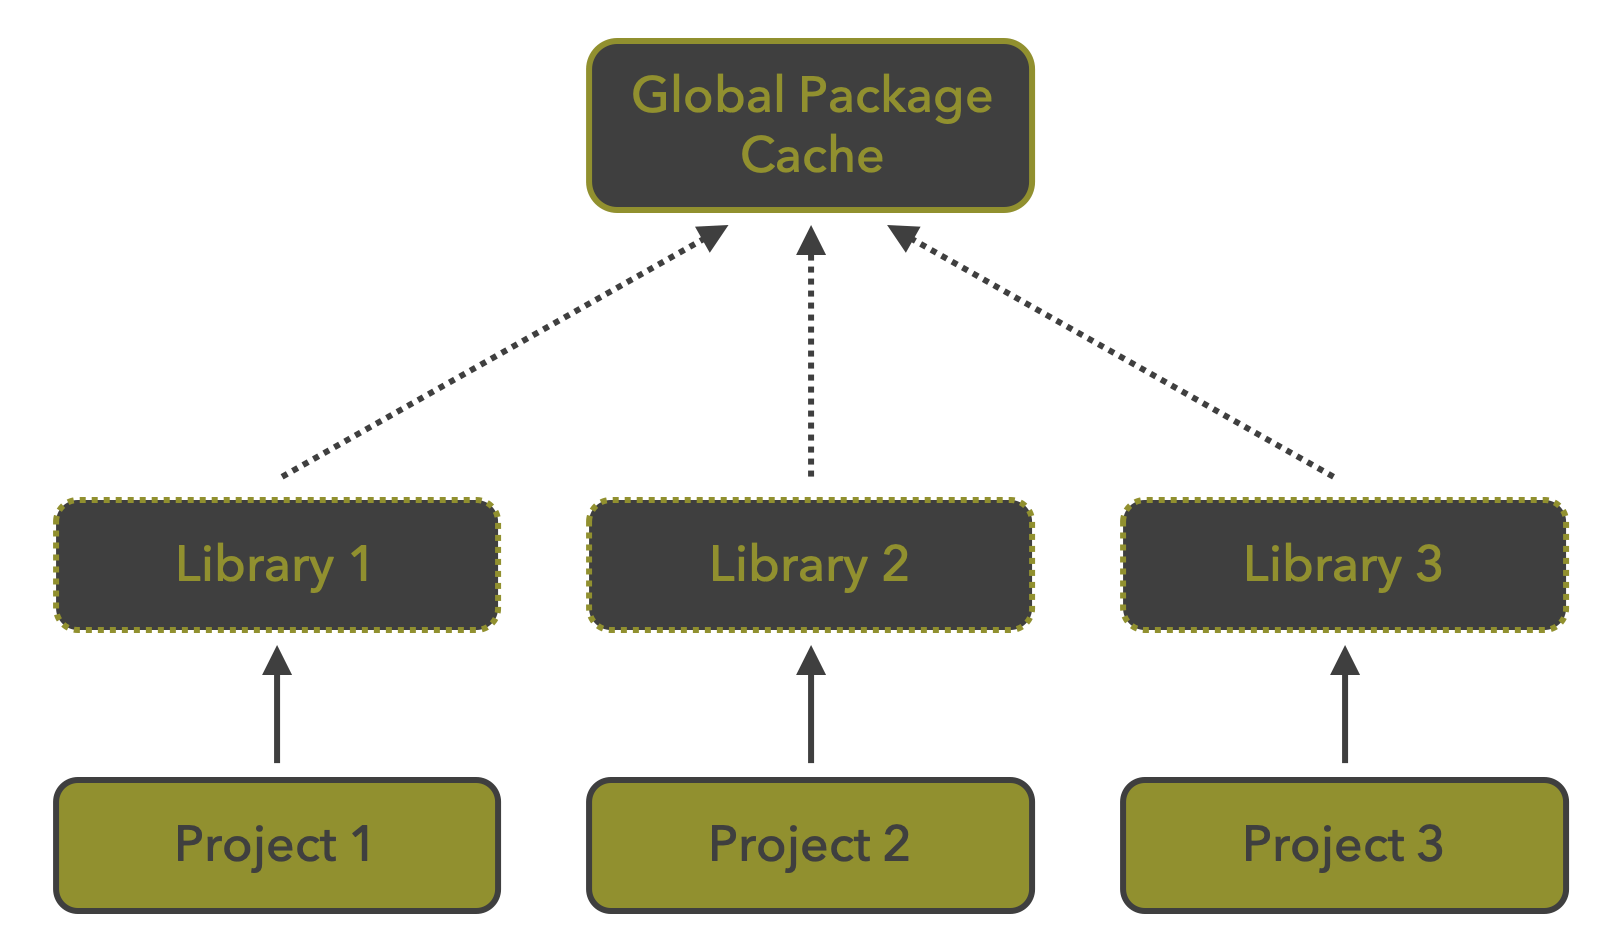 Global Package
Cache
Library 1
Library 2
Library 3
Project 1
Project 2
Project 3